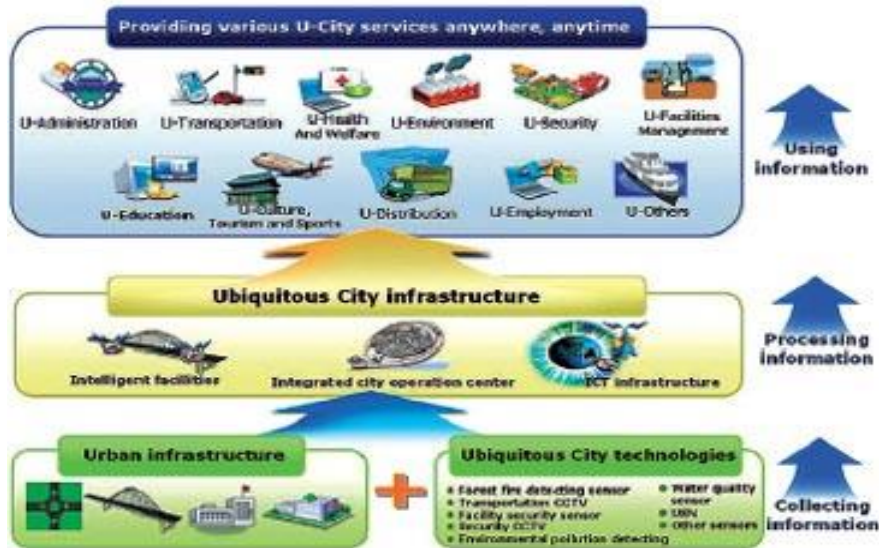 Providing various U-City services anywhere, anytime
U-Administration
U-Transportation
U-Health
And Welfare
U-Environment
U-Security
U-Facilities
Management
U-Education
U-Culture,
Tourism and Sports
U-Distribution
U-Employment
U-Others
Using
information
Ubiquitous City infrastructure
Intelligent facilities
Integrated city operation center
ICT infrastructure
Processing
information
Urban infrastructure
Ubiquitous City technologies
Forest fire detecting sensor
Transportation CCTV
Facility security sensor
Security CCTV
Environmental pollution detecting
Water quality
sensor
USN
Other sensors
Collecting
information